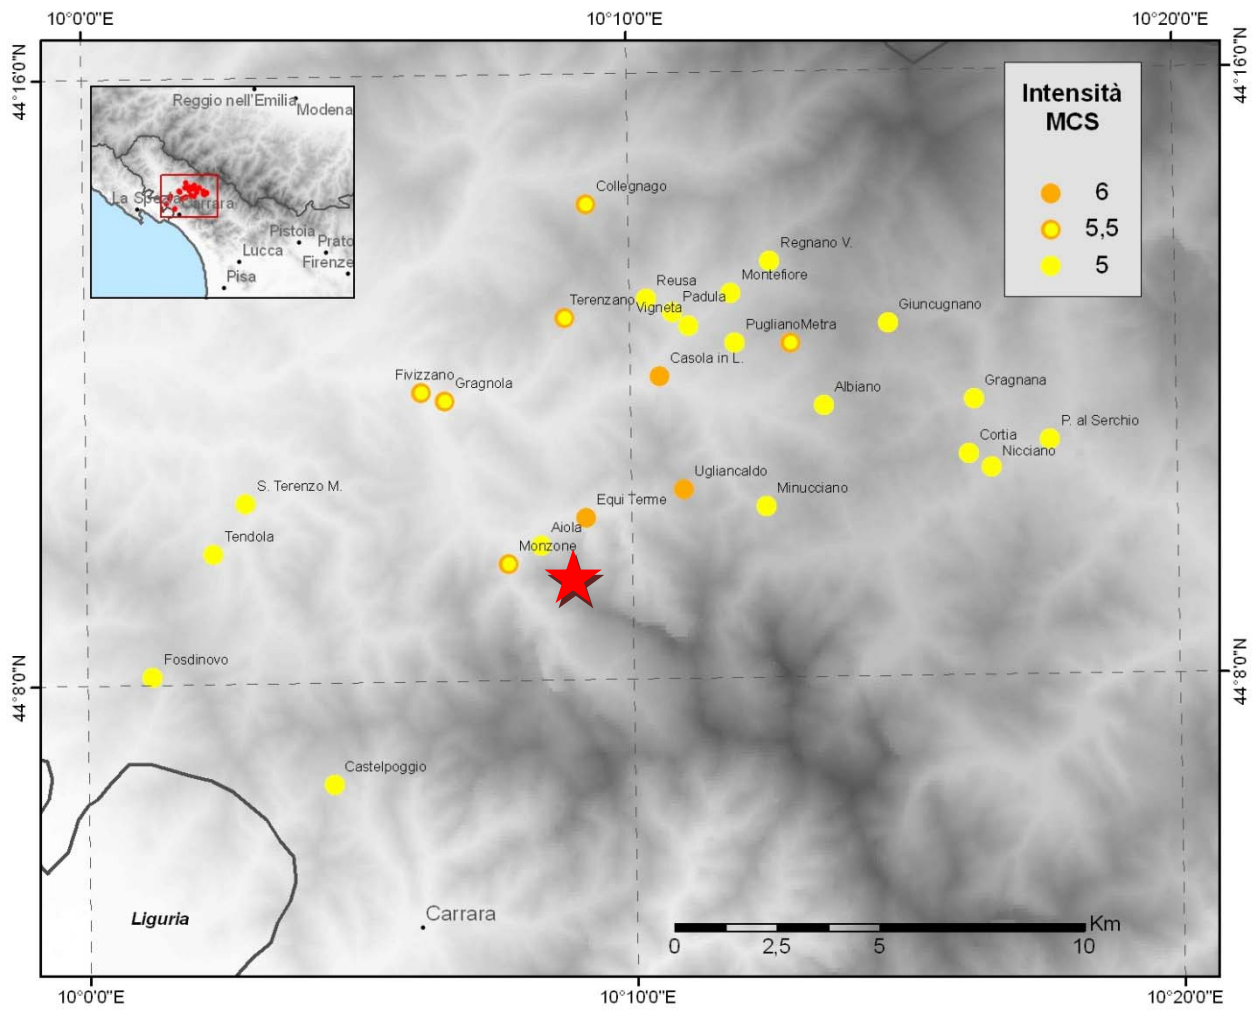 10°0'0"E
10°10'0"E
10°20'0"E
44°16'0"N
44°16'0"N
Reggio nell'Emilia
Modena
La Spezia
Carrara
Pistoia
Prato
Lucca
Firenze
Pisa
Intensità
MCS
6
5,5
5
Collegnago
Regnano V.
Montefiore
Reusa
Padula
Terenzano
Vigneta
Giuncugnano
Pugliano
Metra
Casola in L.
Fivizzano
Gragnola
Albiano
Gragnana
P. al Serchio
Cortia
Nicciano
Ugliancaldo
Minucciano
S. Terenzo M.
Equi Terme
Aiola
Tendola
Monzone
Fosdinovo
44°8'0"N
44°8'0"N
Castelpoggio
Liguria
Carrara
Km
0
2,5
5
10
10°0'0"E
10°10'0"E
10°20'0"E